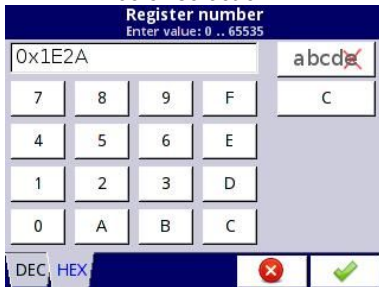 Register number
Enter value: 0 .. 65535
0x1E2A
abcde
7 8 9 F C
4 5 6 E
1 2 3 D
0 A B C
DEC HEX